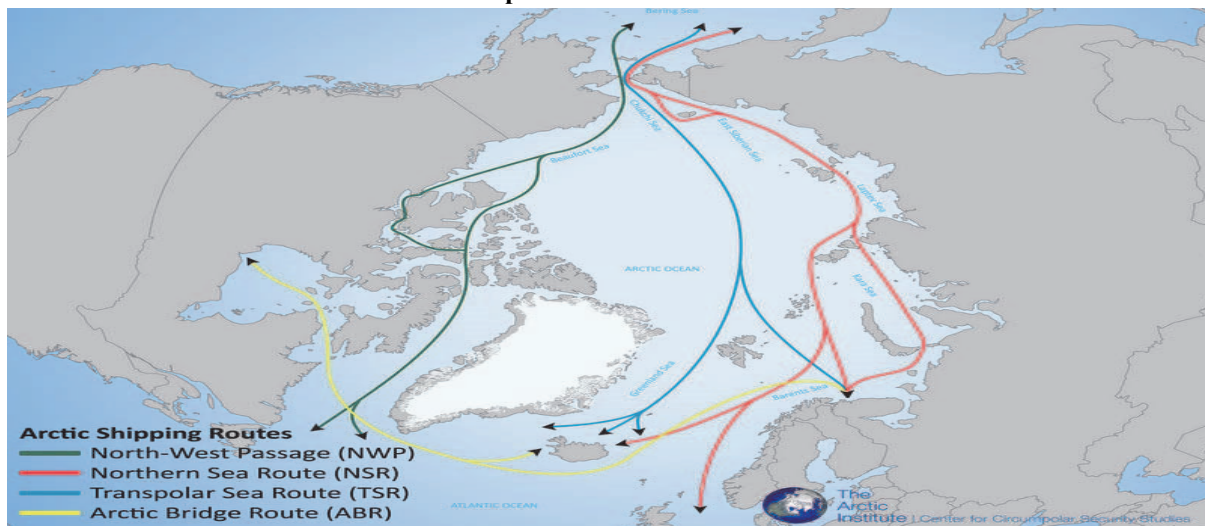 Bering Sea
Chukchi Sea
East Siberian Sea
Beaufort Sea
Laptev Sea
ARCTIC OCEAN
Kara Sea
Greenland Sea
Barents Sea
Arctic Shipping Routes
North-West Passage (NWP)
Northern Sea Route (NSR)
Transpolar Sea Route (TSR)
Arctic Bridge Route (ABR)
ATLANTIC OCEAN
The
Arctic
Institute | Center for Circumpolar Security Studies